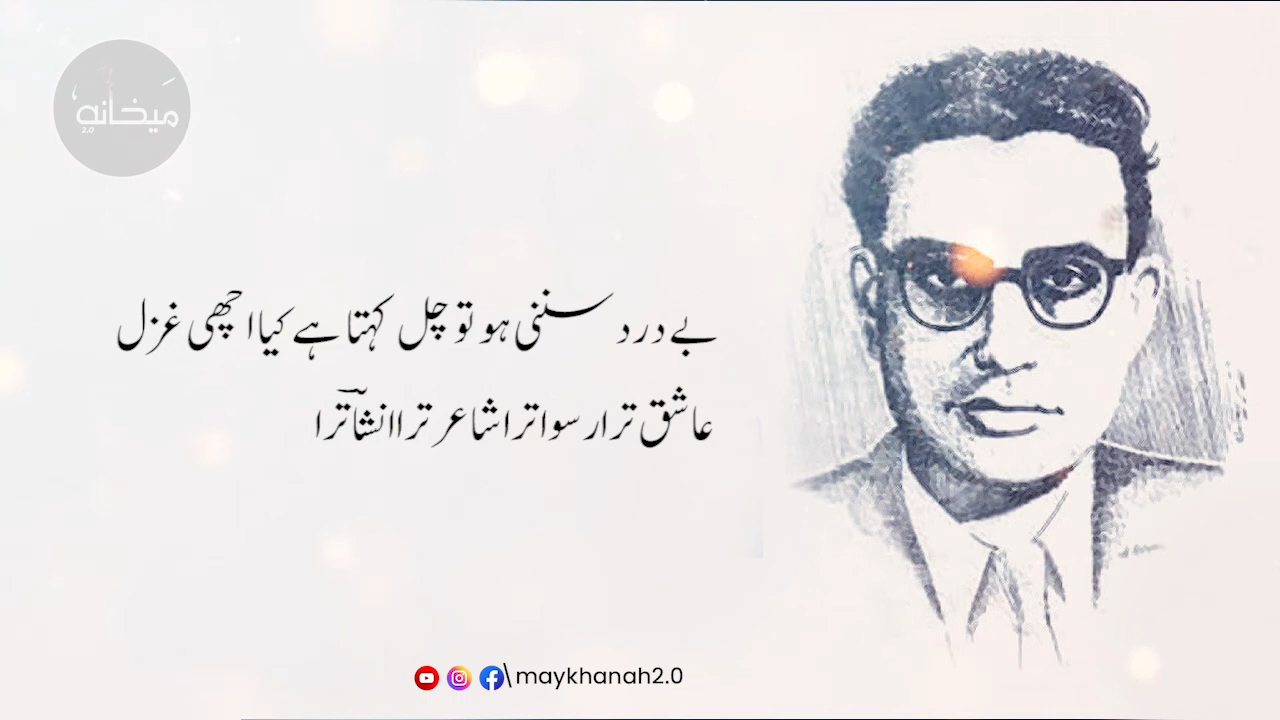 میخانہ
2.0
بے درد سننی ہو تو چل کہتا ہے کیا اچھی غزل
عاشق ترا رسوا ترا شاعر ترا انشاؔ ترا
\maykhanah2.0